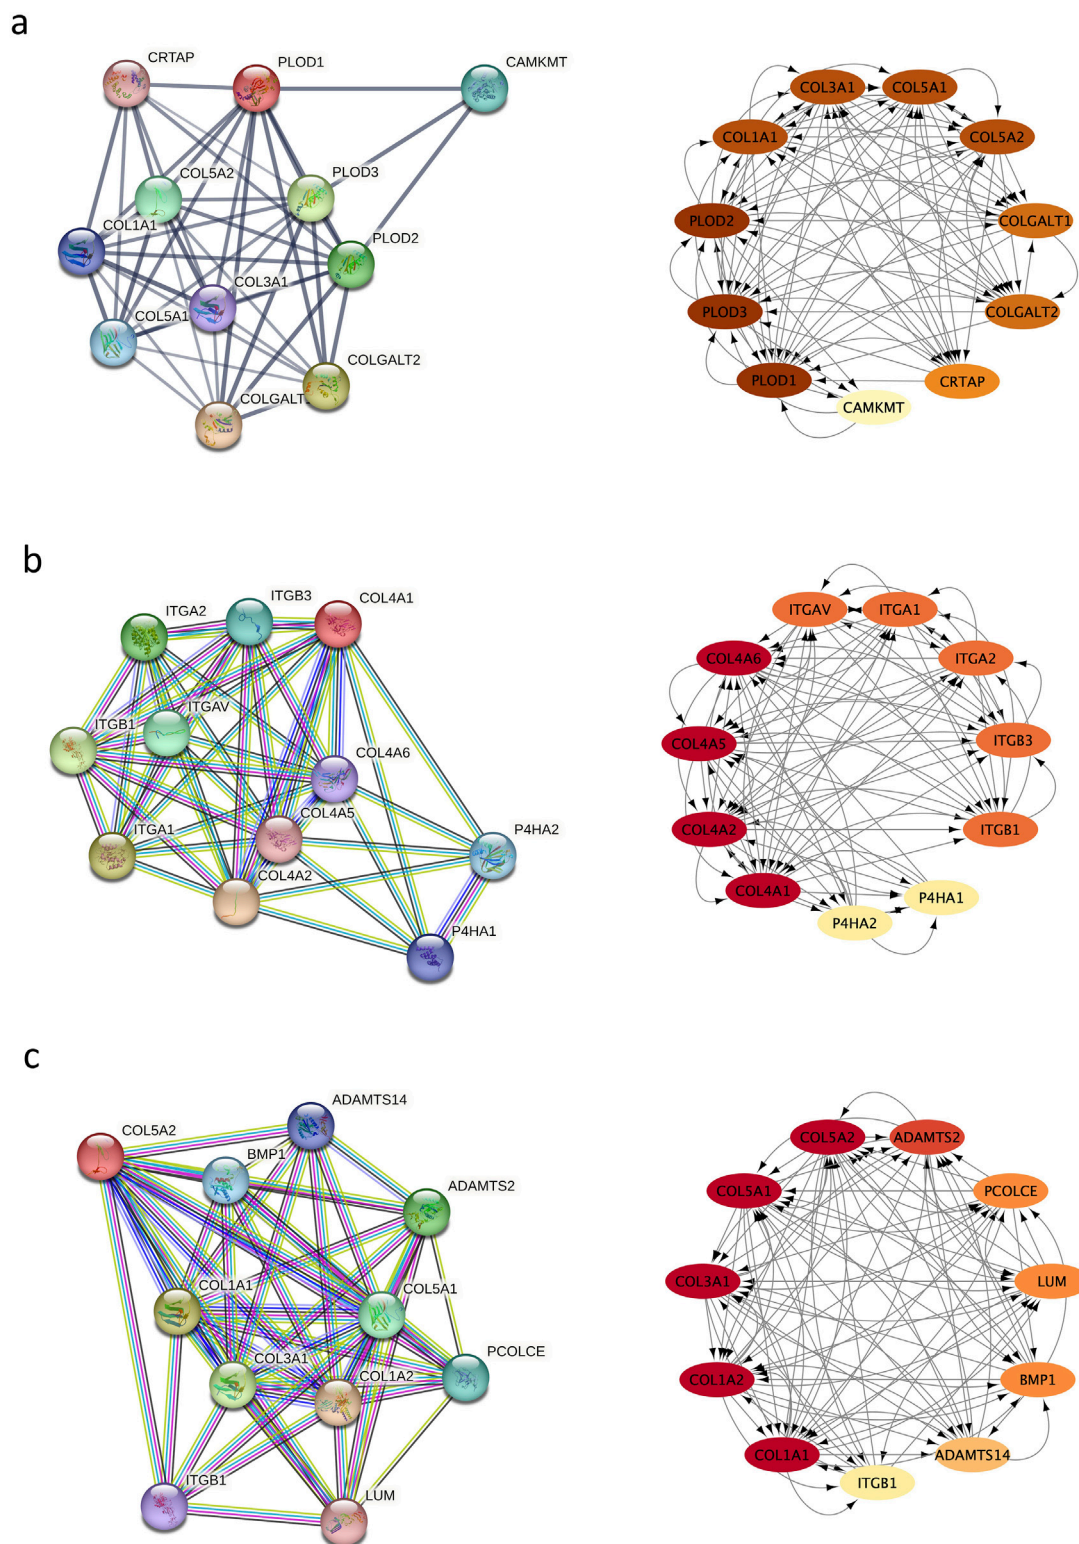 a
CRTAP
PLOD1
CAMKMT
COL5A2
PLOD3
COL1A1
PLOD2
COL3A1
COL5A1
COLGALT2
COLGALT
COL3A1
COL5A1
COL1A1
COL5A2
PLOD2
COLGALT1
PLOD3
COLGALT2
PLOD1
CRTAP
CAMKMT
b
ITGA2
ITGB3
COL4A1
ITGB1
ITGAV
COL4A6
COL4A5
ITGA1
P4HA2
COL4A2
P4HA1
ITGAV
ITGA1
COL4A6
ITGA2
COL4A5
ITGB3
COL4A2
ITGB1
COL4A1
P4HA1
P4HA2
c
ADAMTS14
COL5A2
BMP1
ADAMTS2
COL1A1
COL5A1
COL3A1
PCOLCE
COL1A2
ITGB1
LUM
COL5A2
ADAMTS2
COL5A1
PCOLCE
COL3A1
LUM
COL1A2
BMP1
COL1A1
ADAMTS14
ITGB1